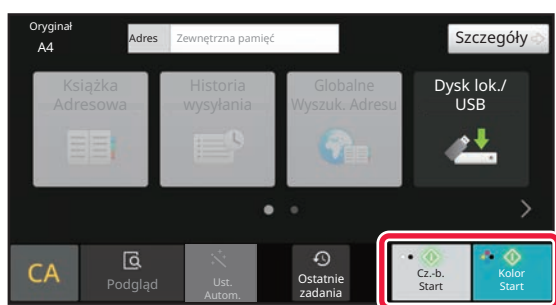 Oryginał
A4
Adres Zewnętrzna pamięć
Szczegóły
Książka
Adresowa
Historia
wysyłania
Globalne
Wyszuk. Adresu
Dysk lok./
USB
CA
Podgląd
Ust.
Autom.
Ostatnie
zadania
Cz.-b.
Start
Kolor
Start